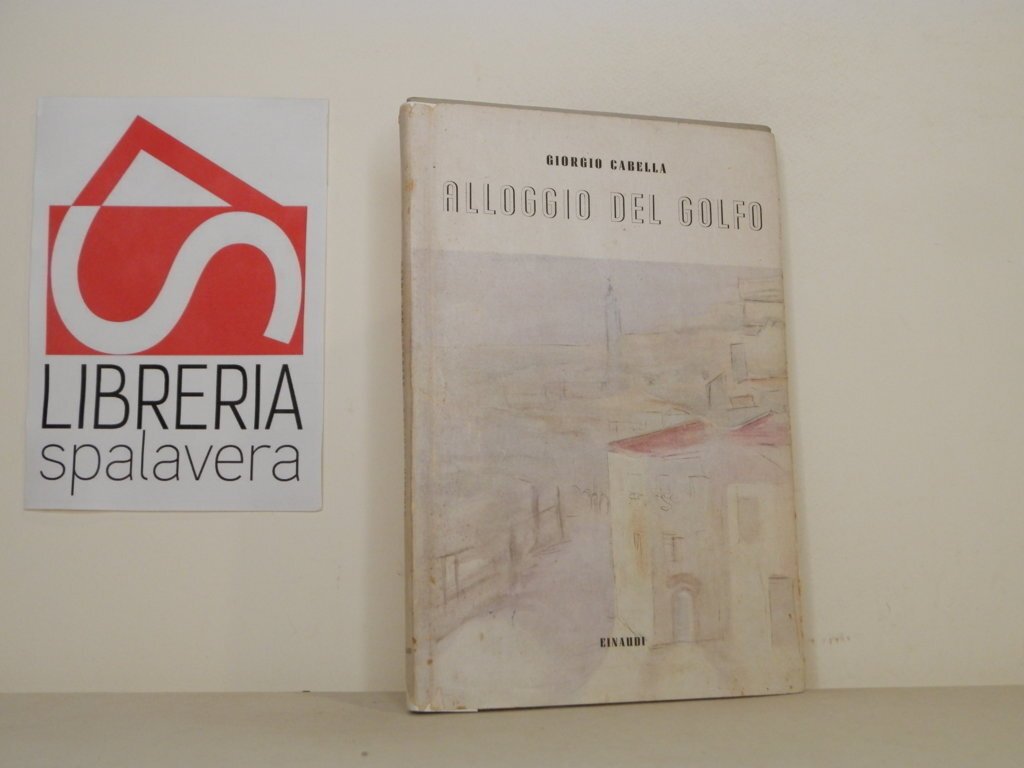 LIBRERIA
spalavera
GIORGIO CABELLA
ALLOGGIO DEL GOLFO
EINAUDI